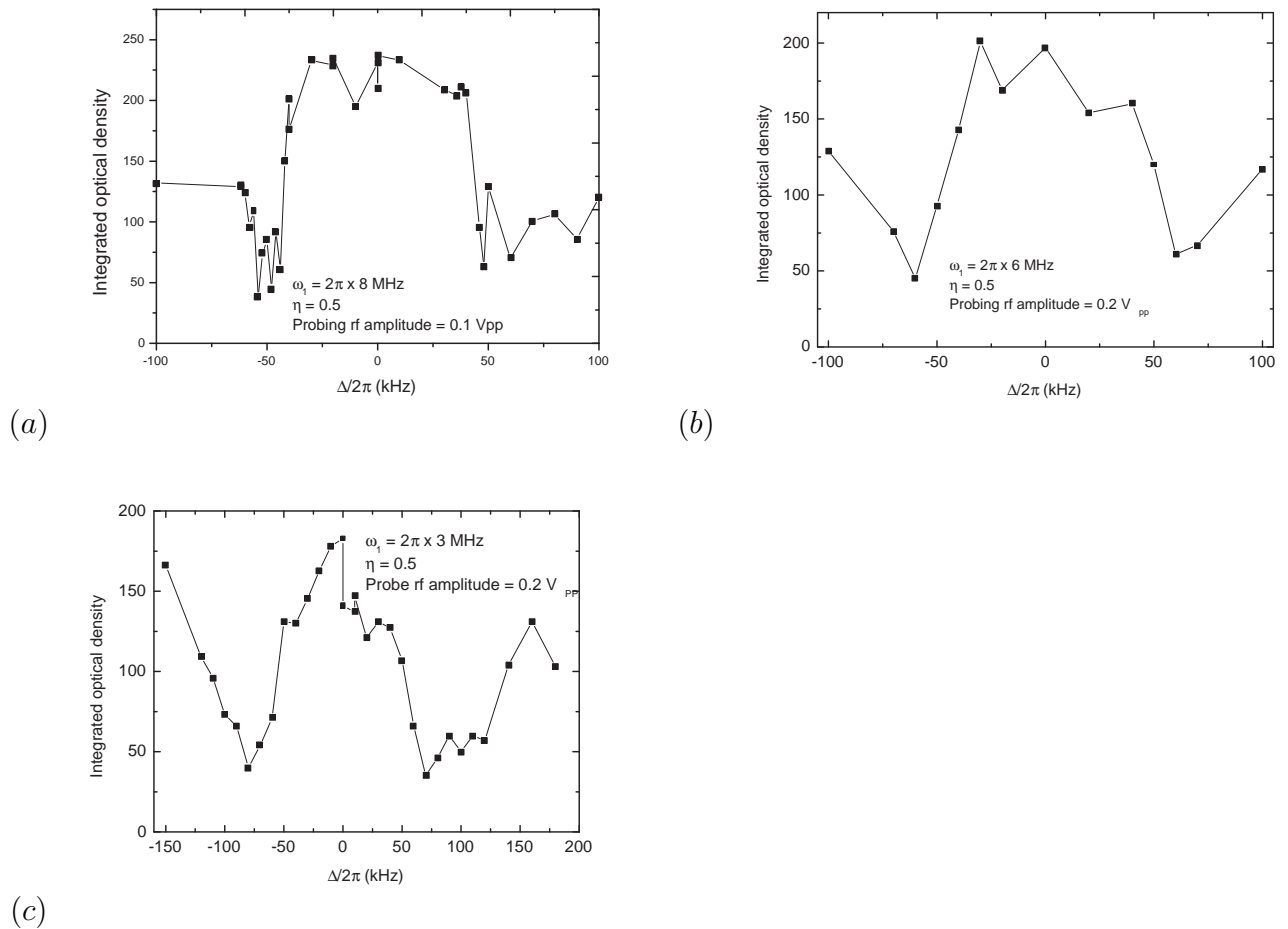 250
200
150
100
50
0
Integrated optical density
ω1 = 2π x 8 MHz
η = 0.5
Probing rf amplitude = 0.1 Vpp
-100 -50 0 50 100
Δ/2π (kHz)
(a)
200
150
100
50
0
Integrated optical density
ω1 = 2π x 6 MHz
η = 0.5
Probing rf amplitude = 0.2 V pp
-100 -50 0 50 100
Δ/2π (kHz)
(b)
200
150
100
50
0
Integrated optical density
ω1 = 2π x 3 MHz
η = 0.5
Probe rf amplitude = 0.2 V PP
-150 -100 -50 0 50 100 150 200
Δ/2π (kHz)
(c)